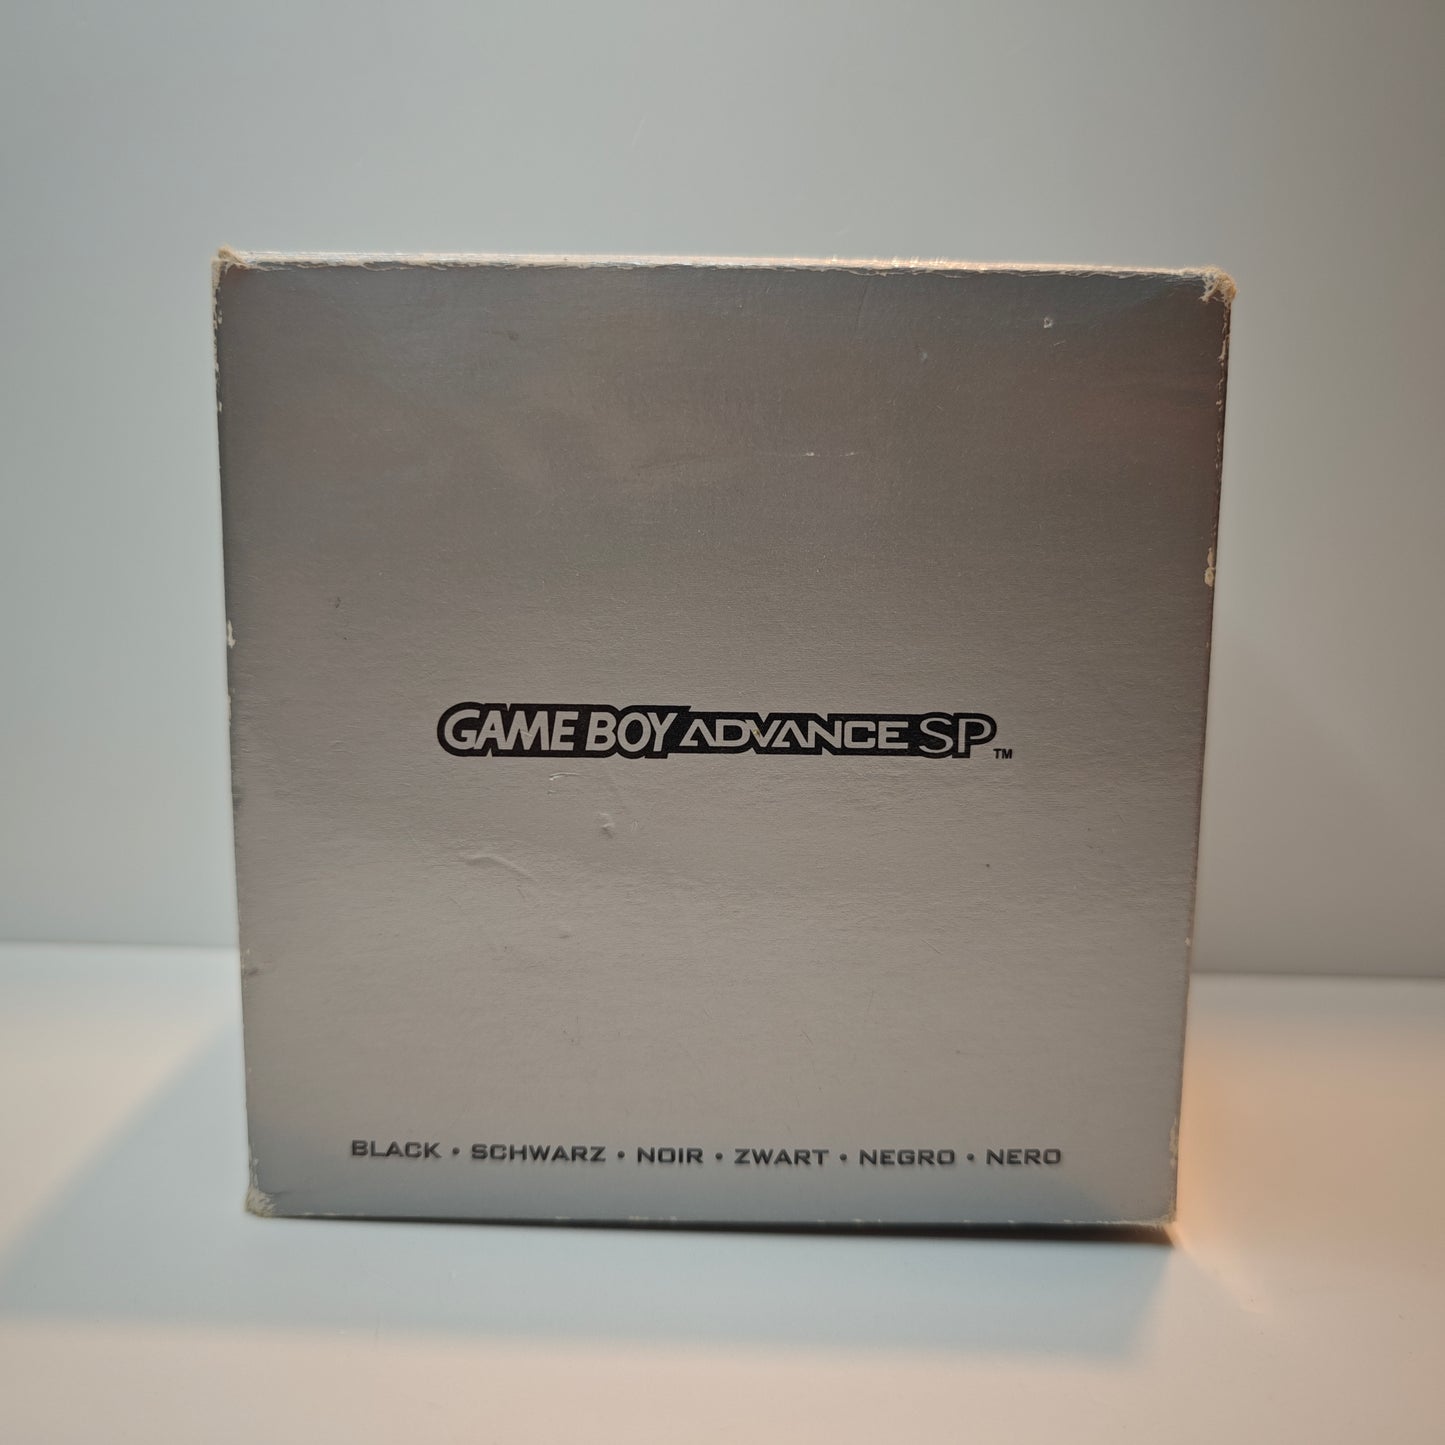 GAME BOY ADVANCE SP™
BLACK • SCHWARZ • NOIR • ZWART • NEGRO • NERO